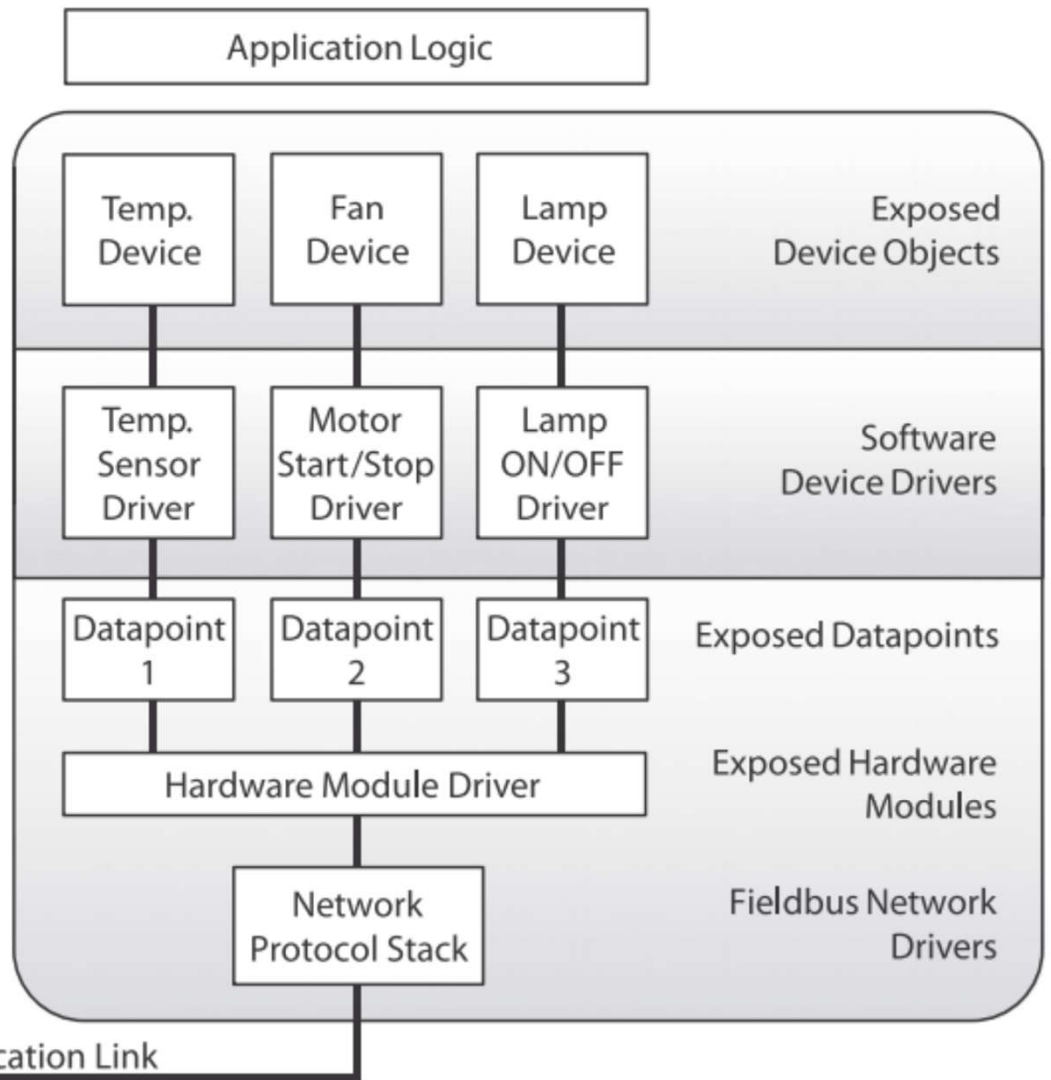 Application Logic
Temp.
Device
Fan
Device
Lamp
Device
Exposed
Device Objects
Temp.
Sensor
Driver
Motor
Start/Stop
Driver
Lamp
ON/OFF
Driver
Software
Device Drivers
Datapoint
1
Datapoint
2
Datapoint
3
Exposed Datapoints
Hardware Module Driver
Exposed Hardware
Modules
Network
Protocol Stack
Fieldbus Network
Drivers
cation Link